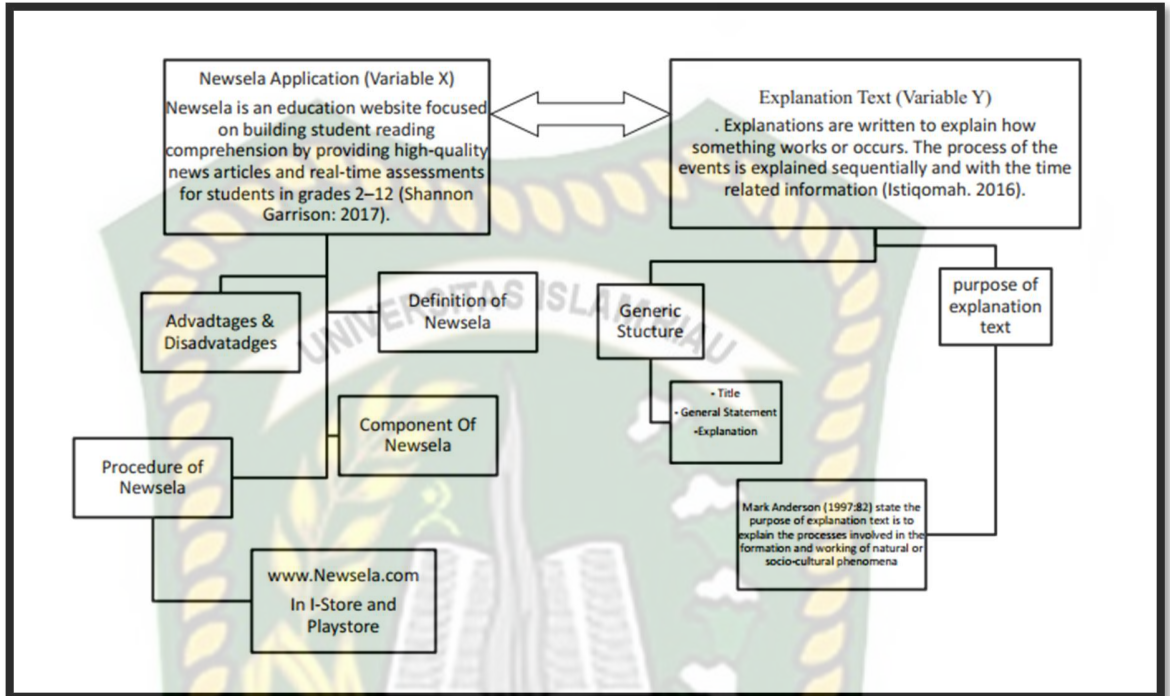 Newsela Application (Variable X)
Newsela is an education website focused
on building student reading
comprehension by providing high-quality
news articles and real-time assessments
for students in grades 2–12 (Shannon
Garrison: 2017).
Explanation Text (Variable Y)
. Explanations are written to explain how
something works or occurs. The process of the
events is explained sequentially and with the time
related information (Istiqomah. 2016).
Advadtages &
Disadvatadges
Definition of
Newsela
Component Of
Newsela
Procedure of
Newsela
www.Newsela.com
In I-Store and
Playstore
Generic
Stucture
- Title
- General Statement
-Explanation
purpose of
explanation
text
Mark Anderson (1997:82) state the
purpose of explanation text is to
explain the processes involved in the
formation and working of natural or
socio-cultural phenomena
UNIVERSITAS ISLAM RIAU